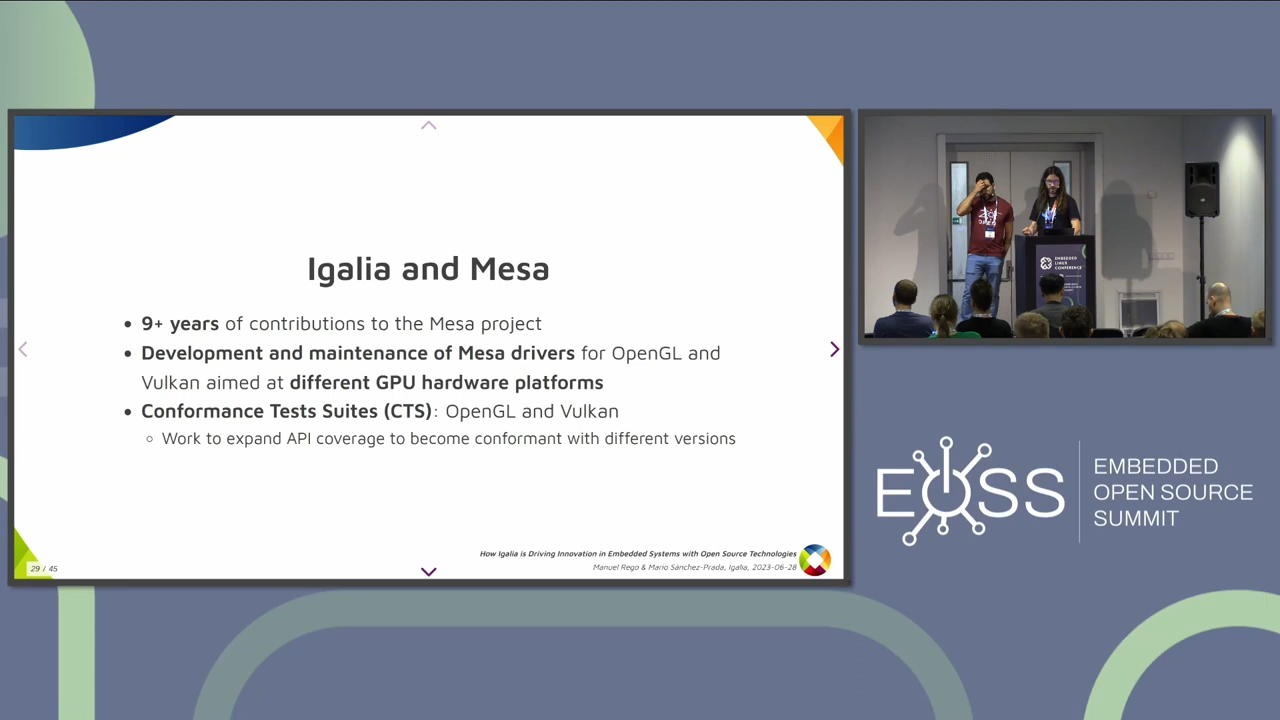 Igalia and Mesa
9+ years of contributions to the Mesa project
Development and maintenance of Mesa drivers for OpenGL and
Vulkan aimed at different GPU hardware platforms
Conformance Tests Suites (CTS): OpenGL and Vulkan
Work to expand API coverage to become conformant with different versions
How Igalia is Driving Innovation in Embedded Systems with Open Source Technologies
Manuel Rego & Mario Sánchez-Prada, Igalia, 2023-06-28
29 / 45
EMBEDDED
LINUX
CONFERENCE
EOSS
EMBEDDED
OPEN SOURCE
SUMMIT